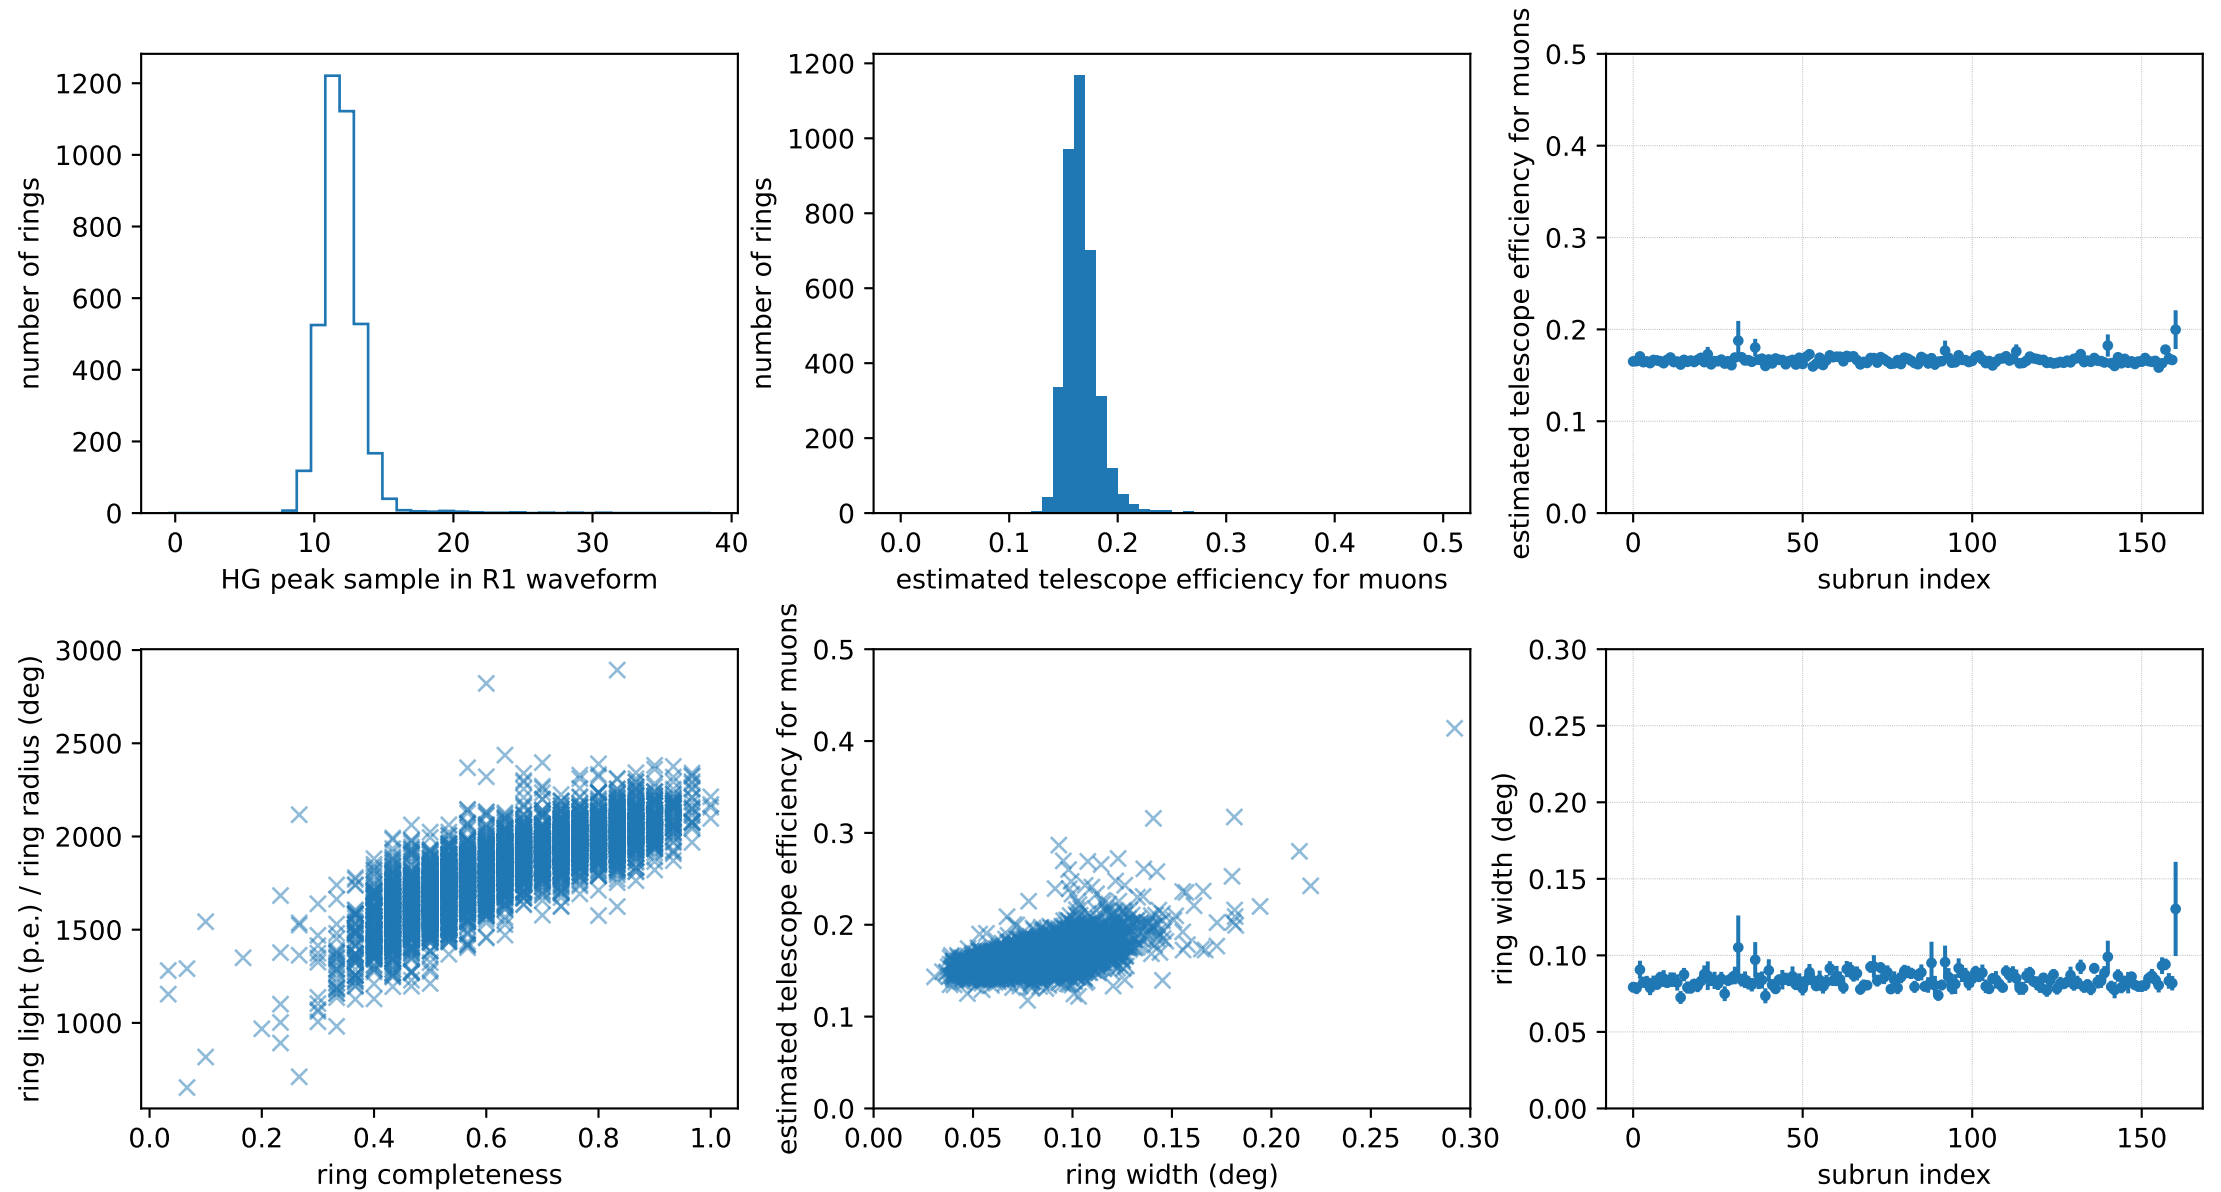 number of rings
0
200
400
600
800
1000
1200
0 10 20 30 40
HG peak sample in R1 waveform
number of rings
0
200
400
600
800
1000
1200
0.0 0.1 0.2 0.3 0.4 0.5
estimated telescope efficiency for muons
estimated telescope efficiency for muons
0.5
0.4
0.3
0.2
0.1
0.0
0 50 100 150
subrun index
ring light (p.e.) / ring radius (deg)
3000
2500
2000
1500
1000
0.0 0.2 0.4 0.6 0.8 1.0
ring completeness
estimated telescope efficiency for muons
0.5
0.4
0.3
0.2
0.1
0.0
0.00 0.05 0.10 0.15 0.20 0.25 0.30
ring width (deg)
ring width (deg)
0.30
0.25
0.20
0.15
0.10
0.05
0.00
0 50 100 150
subrun index